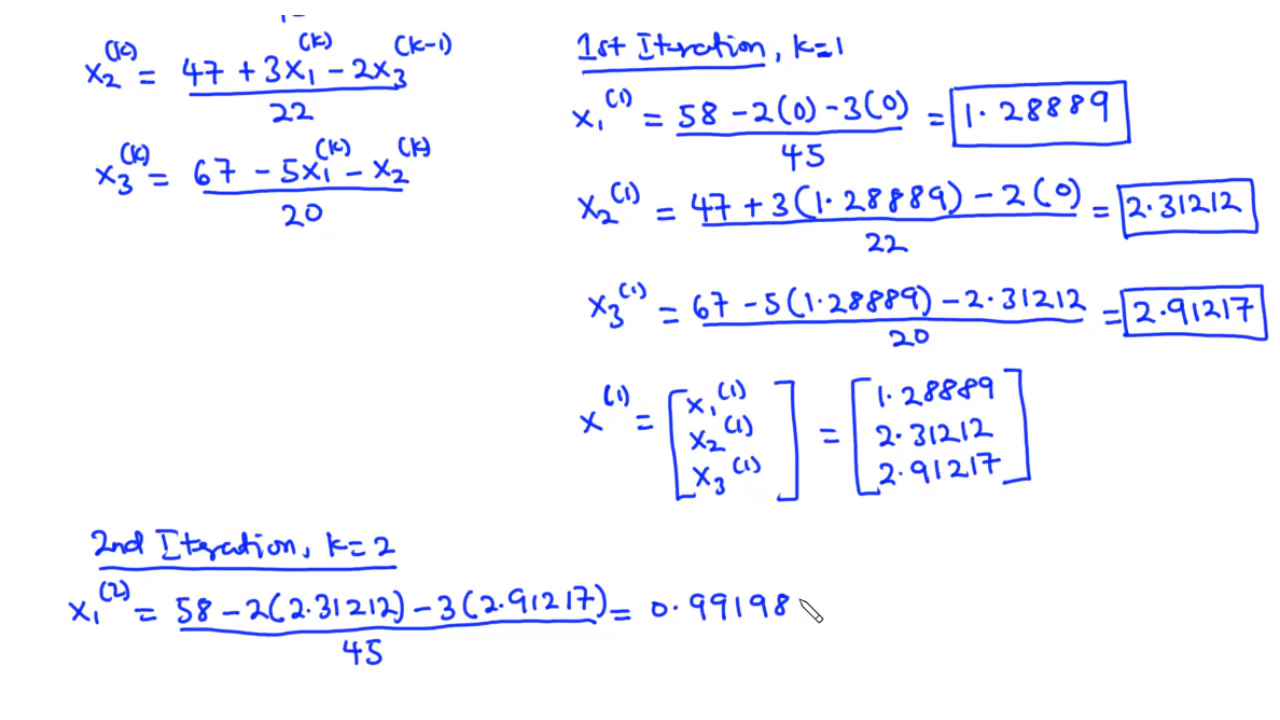 x₂⁽ᵏ⁾ = (47 + 3x₁⁽ᵏ⁾ - 2x₃⁽ᵏ⁻¹⁾) / 22
x₃⁽ᵏ⁾ = (67 - 5x₁⁽ᵏ⁾ - x₂⁽ᵏ⁾) / 20
1st Iteration, k=1
x₁⁽¹⁾ = (58 - 2(0) - 3(0)) / 45 = 1.28889
x₂⁽¹⁾ = (47 + 3(1.28889) - 2(0)) / 22 = 2.31212
x₃⁽¹⁾ = (67 - 5(1.28889) - 2.31212) / 20 = 2.91217
x⁽¹⁾ = [x₁⁽¹⁾ x₂⁽¹⁾ x₃⁽¹⁾] = [1.28889 2.31212 2.91217]
2nd Iteration, k=2
x₁⁽²⁾ = (58 - 2(2.31212) - 3(2.91217)) / 45 = 0.99198